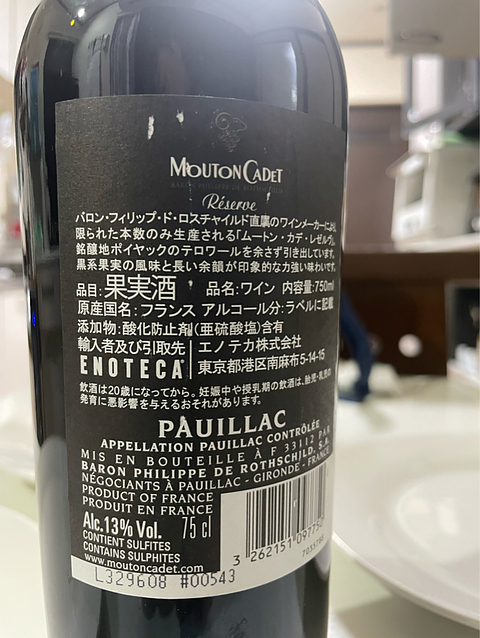 MOUTON CADET
BARON PHILIPPE DE ROTHSCHILD
Réserve
バロン・フィリップ・ド・ロスチャイルド直属のワインメーカーにより、
限られた本数のみ生産される「ムートン・カデ・レゼルヴ」。
銘醸地ポイヤックのテロワールを余さず引き出しています。
黒系果実の風味と長い余韻が印象的な力強い味わいです。
品目:果実酒 品名:ワイン 内容量:750ml
原産国名:フランス アルコール分:ラベルに記載
添加物:酸化防止剤(亜硫酸塩)含有
輸入者及び引取先 エノテカ株式会社
ENOTECA 東京都港区南麻布5-14-15
飲酒は20歳になってから。妊娠中や授乳期の飲酒は、胎児・乳児の
発育に悪影響を与えるおそれがあります。
PAUILLAC
APPELLATION PAUILLAC CONTRÔLÉE
MIS EN BOUTEILLE À F 33112 PAR
BARON PHILIPPE DE ROTHSCHILD, S.A.
NÉGOCIANTS À PAUILLAC - GIRONDE - FRANCE
PRODUCT OF FRANCE
PRODUIT EN FRANCE
Alc.13% Vol. 75 cl
CONTIENT SULFITES
CONTAINS SULPHITES
www.moutoncadet.com
3 262151 097750
L329608 #00543